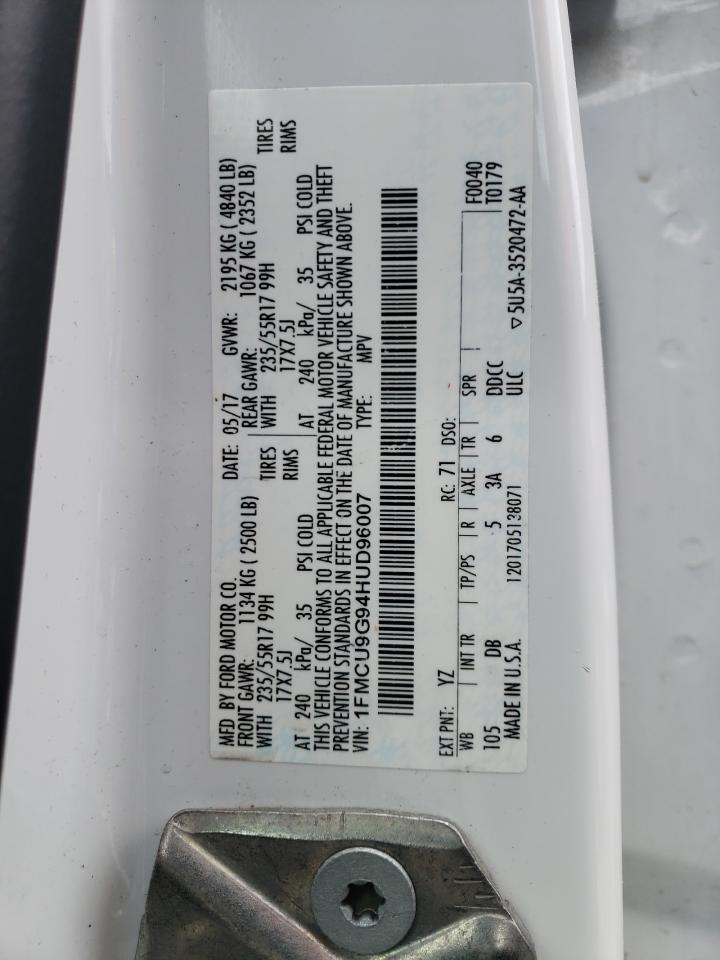 MFD BY FORD MOTOR CO.
DATE: 05/17 GVWR: 2195 KG ( 4840 LB)
FRONT GAWR: 1134 KG ( 2500 LB) REAR GAWR: 1067 KG ( 2352 LB)
WITH 235/55R17 99H TIRES WITH 235/55R17 99H TIRES
17X7.5J RIMS 17X7.5J RIMS
AT 240 kPa/ 35 PSI COLD AT 240 kPa/ 35 PSI COLD
THIS VEHICLE CONFORMS TO ALL APPLICABLE FEDERAL MOTOR VEHICLE SAFETY AND THEFT
PREVENTION STANDARDS IN EFFECT ON THE DATE OF MANUFACTURE SHOWN ABOVE.
VIN: 1FMCU9G94HUD96007 TYPE: MPV
EXT PNT: YZ RC: 71 DSO:
WB INT TR TP/PS R AXLE TR SPR F0040
105 DB 5 3A 6 DDCC T0179
MADE IN U.S.A. 1201705138071 ULC ▽5U5A-3520472-AA